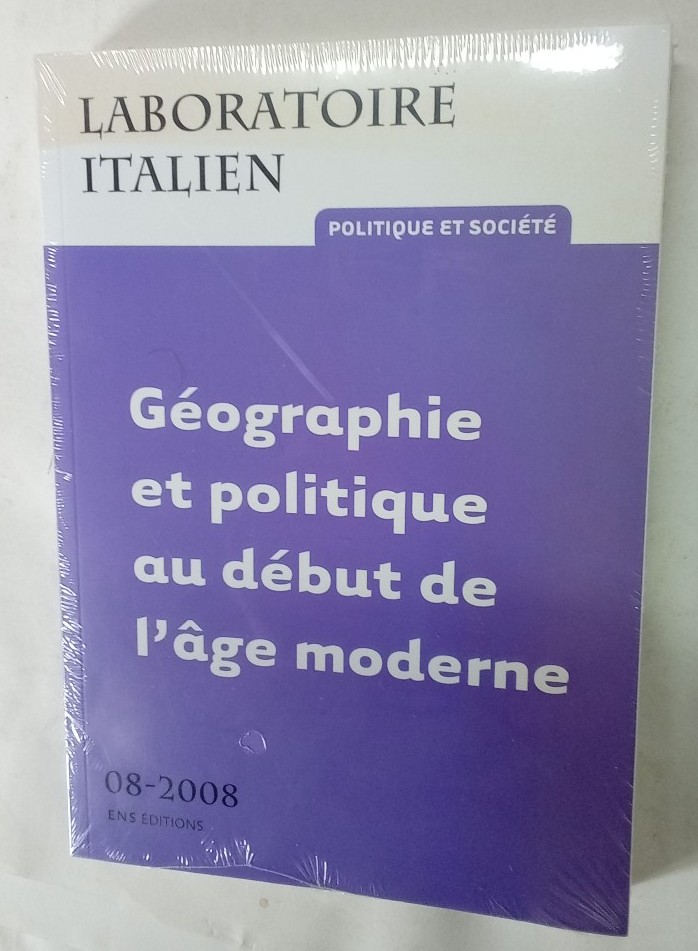 LABORATOIRE
ITALIEN
POLITIQUE ET SOCIÉTÉ
Géographie
et politique
au début de
l'âge moderne
08-2008
ENS ÉDITIONS